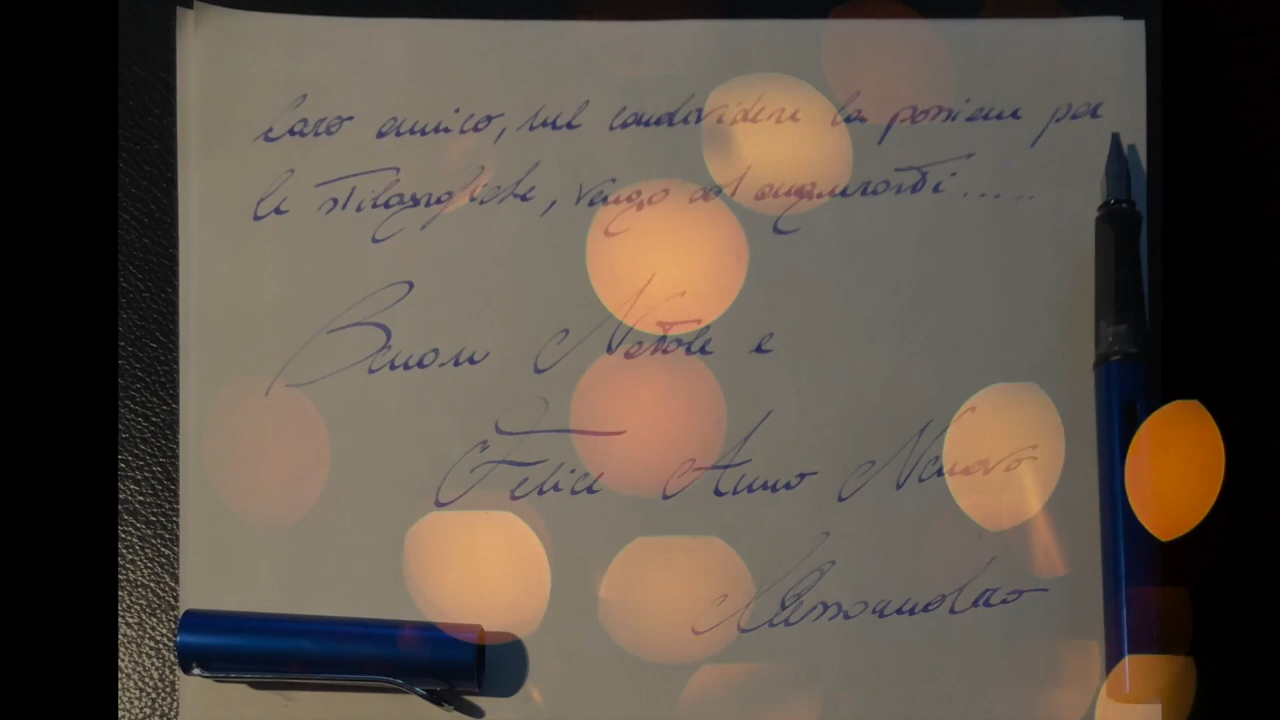 Caro amico, nel condividere la passione per
le stilografiche, vengo ad augurarti.....
Buon Natale e
Felice Anno Nuovo
Alessandro